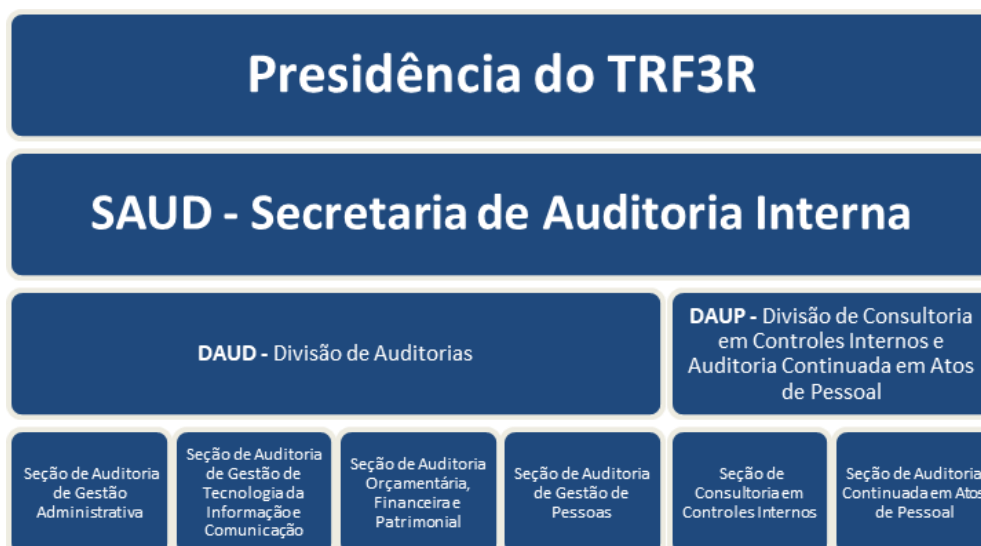 Presidência do TRF3R
SAUD - Secretaria de Auditoria Interna
DAUD - Divisão de Auditorias
DAUP - Divisão de Consultoria
em Controles Internos e
Auditoria Continuada em Atos
de Pessoal
Seção de Auditoria
de Gestão
Administrativa
Seção de Auditoria
de Gestão de
Tecnologia da
Informação e
Comunicação
Seção de Auditoria
Orçamentária,
Financeira e
Patrimonial
Seção de Auditoria
de Gestão de
Pessoas
Seção de
Consultoria em
Controles Internos
Seção de Auditoria
Continuada em Atos
de Pessoal